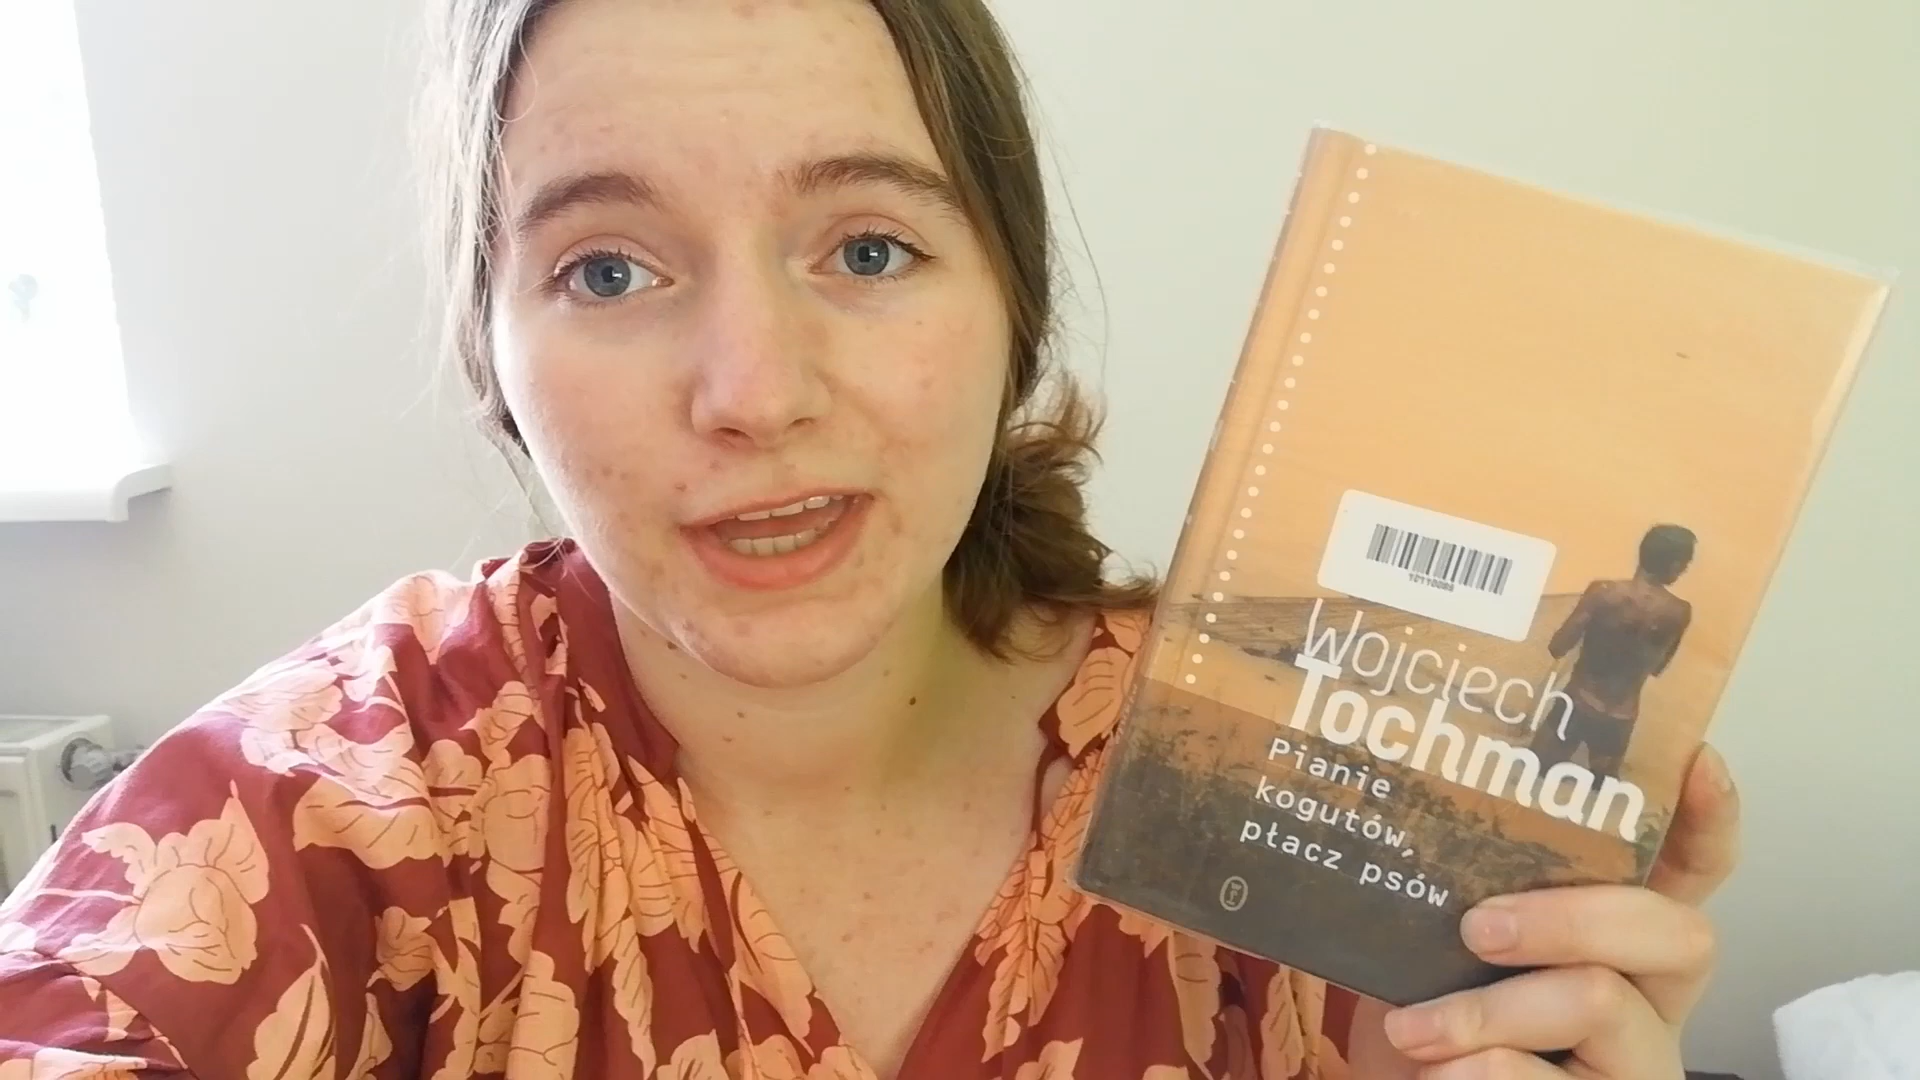 Wojciech
Tochman
Pianie
kogutów,
płacz psów